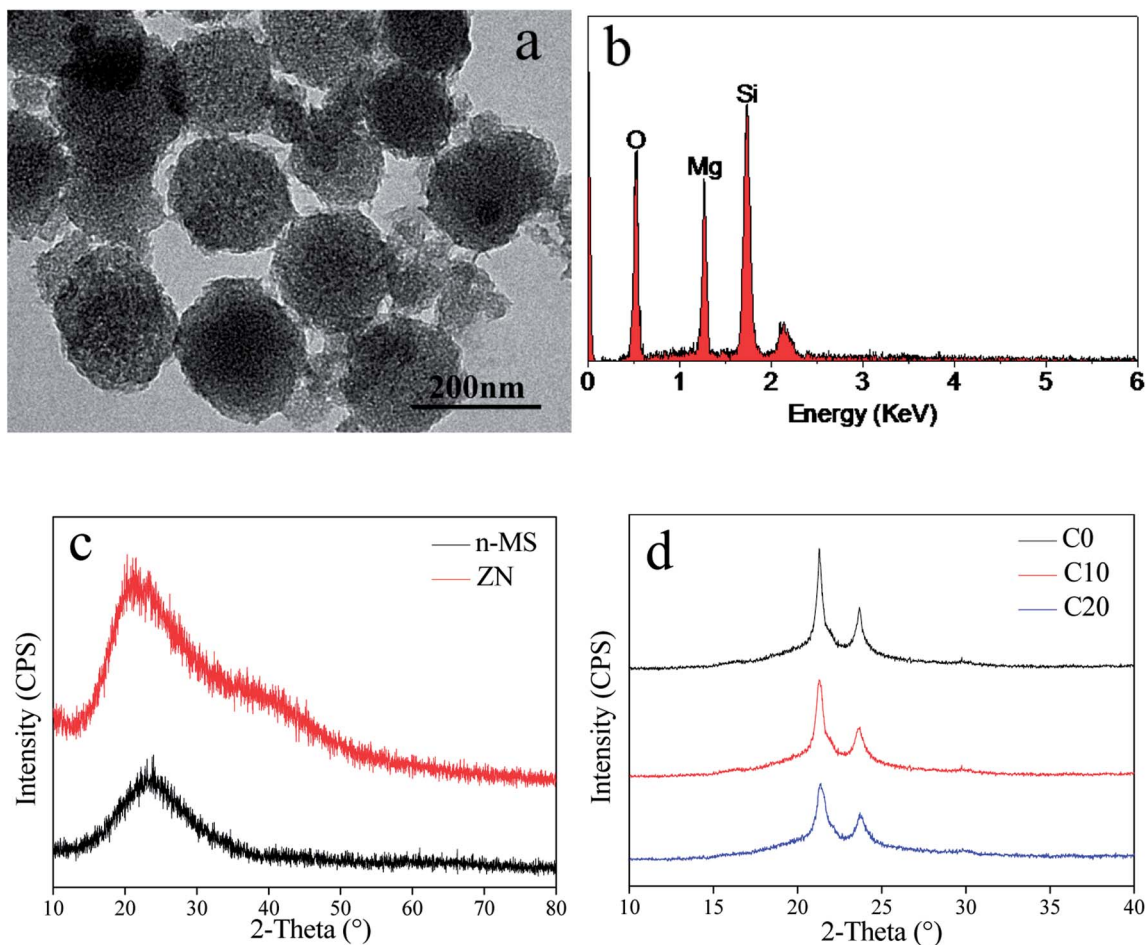 a
200nm
b
O
Mg
Si
0 1 2 3 4 5 6
Energy (KeV)
c
n-MS
ZN
Intensity (CPS)
10 20 30 40 50 60 70 80
2-Theta (°)
d
C0
C10
C20
Intensity (CPS)
10 15 20 25 30 35 40
2-Theta (°)